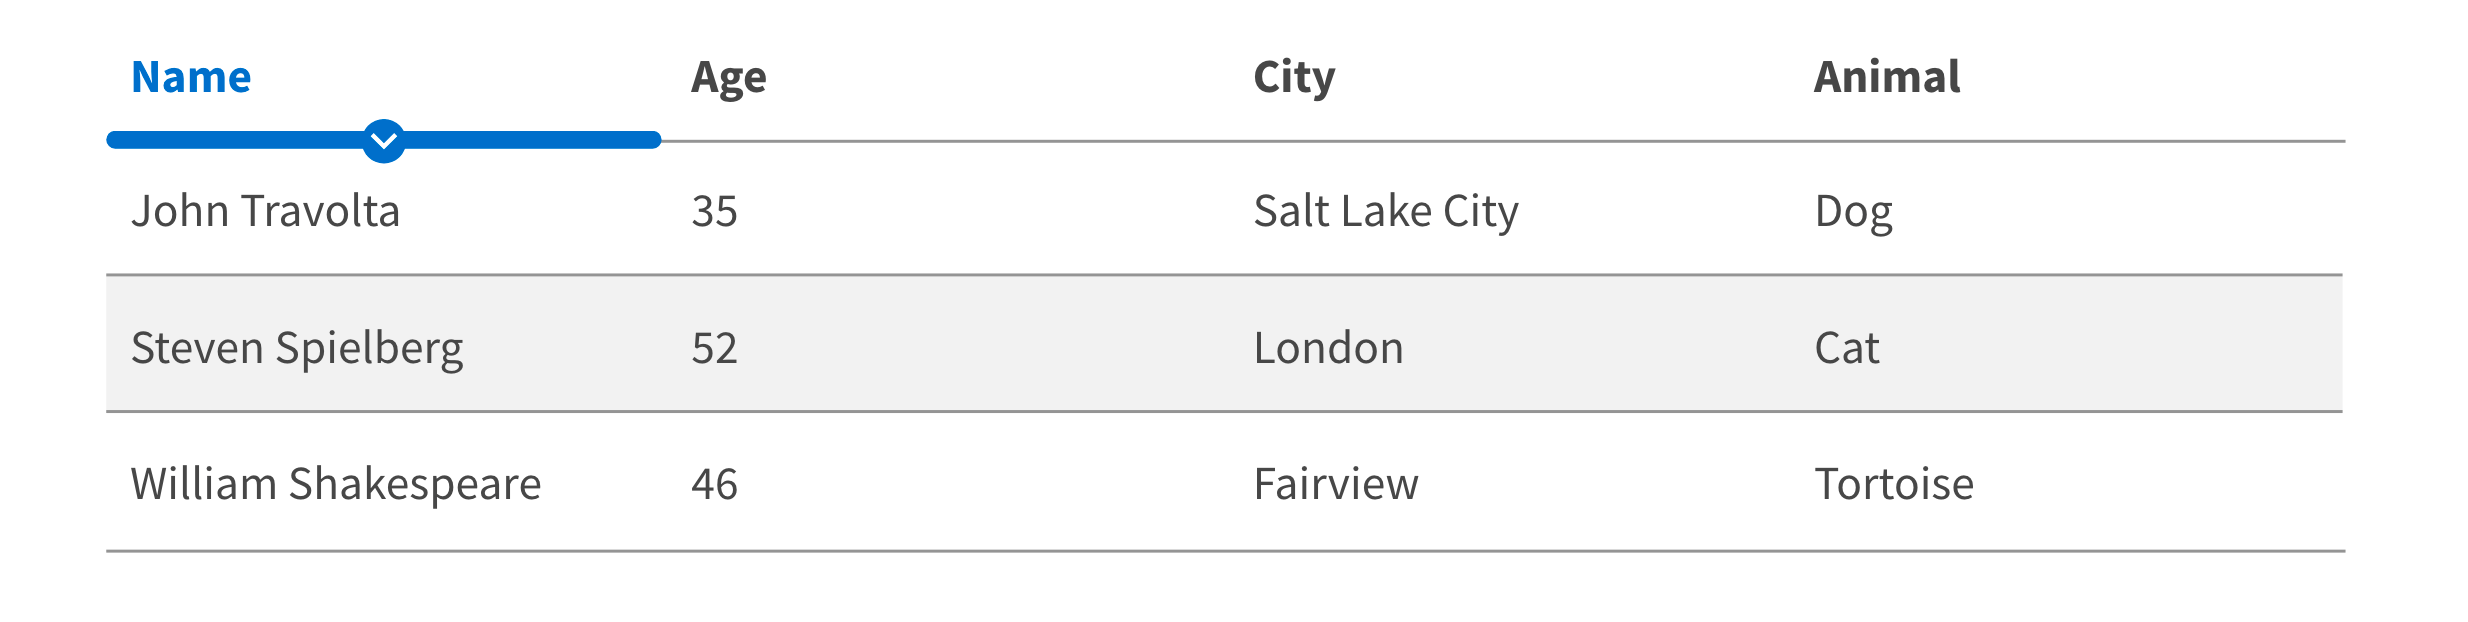 Name Age City Animal
John Travolta 35 Salt Lake City Dog
Steven Spielberg 52 London Cat
William Shakespeare 46 Fairview Tortoise